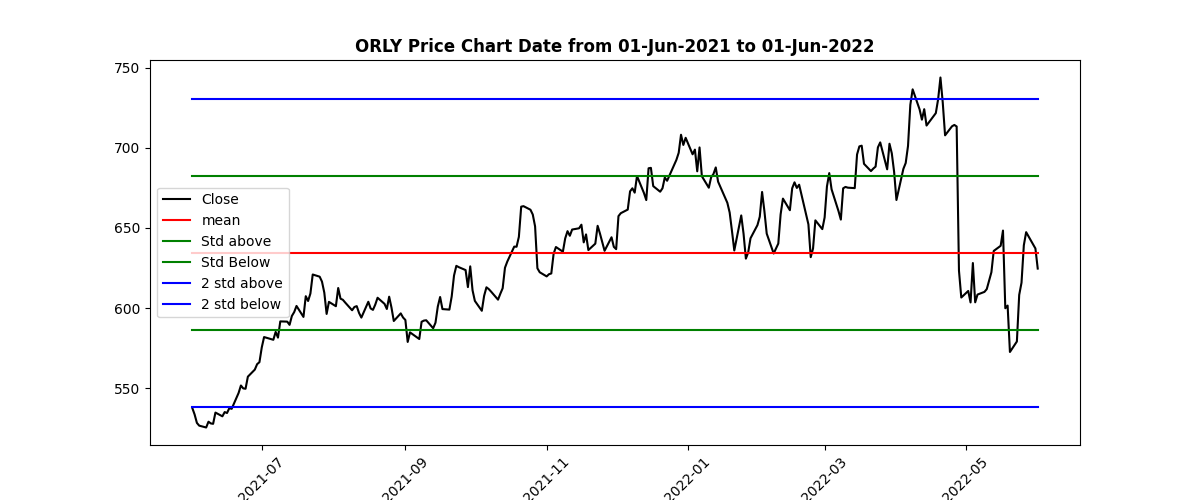 ORLY Price Chart Date from 01-Jun-2021 to 01-Jun-2022
750
700
650
600
550
Close
mean
Std above
Std Below
2 std above
2 std below
2021-07
2021-09
2021-11
2022-01
2022-03
2022-05